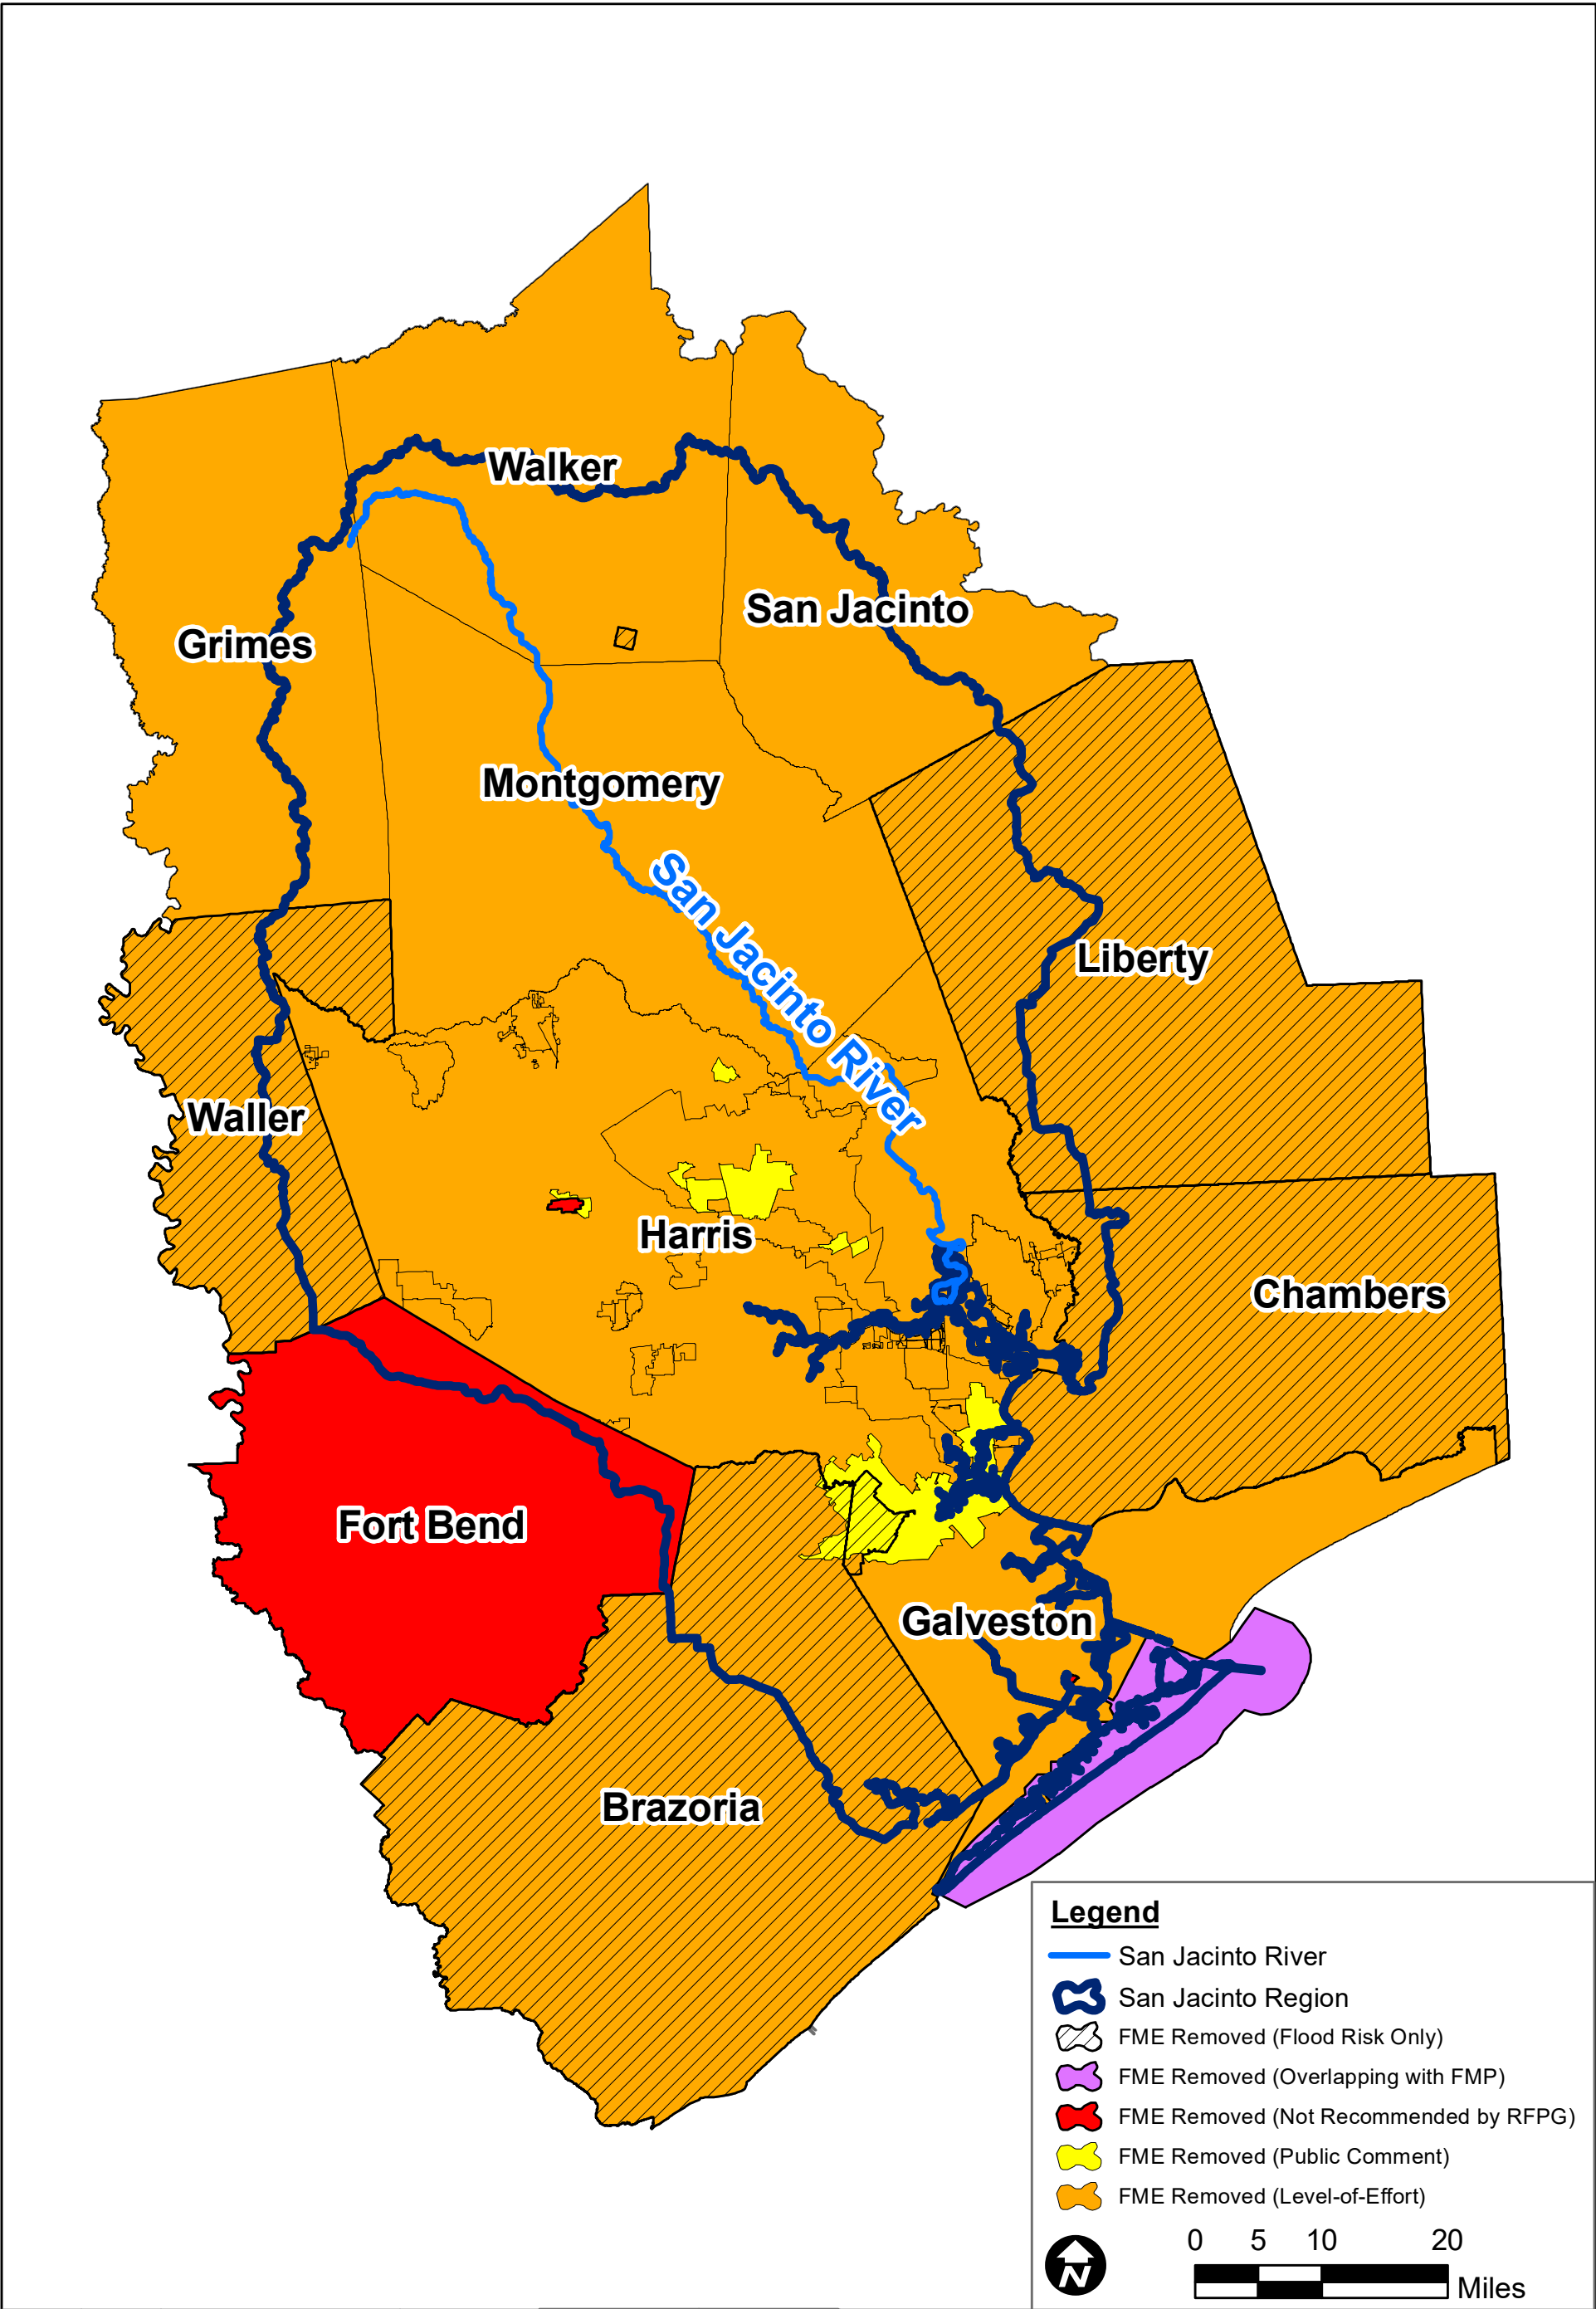 Walker
San Jacinto
Grimes
Montgomery
San Jacinto River
Liberty
Waller
Harris
Chambers
Fort Bend
Galveston
Brazoria
Legend
San Jacinto River
San Jacinto Region
FME Removed (Flood Risk Only)
FME Removed (Overlapping with FMP)
FME Removed (Not Recommended by RFPG)
FME Removed (Public Comment)
FME Removed (Level-of-Effort)
N
0 5 10 20
Miles